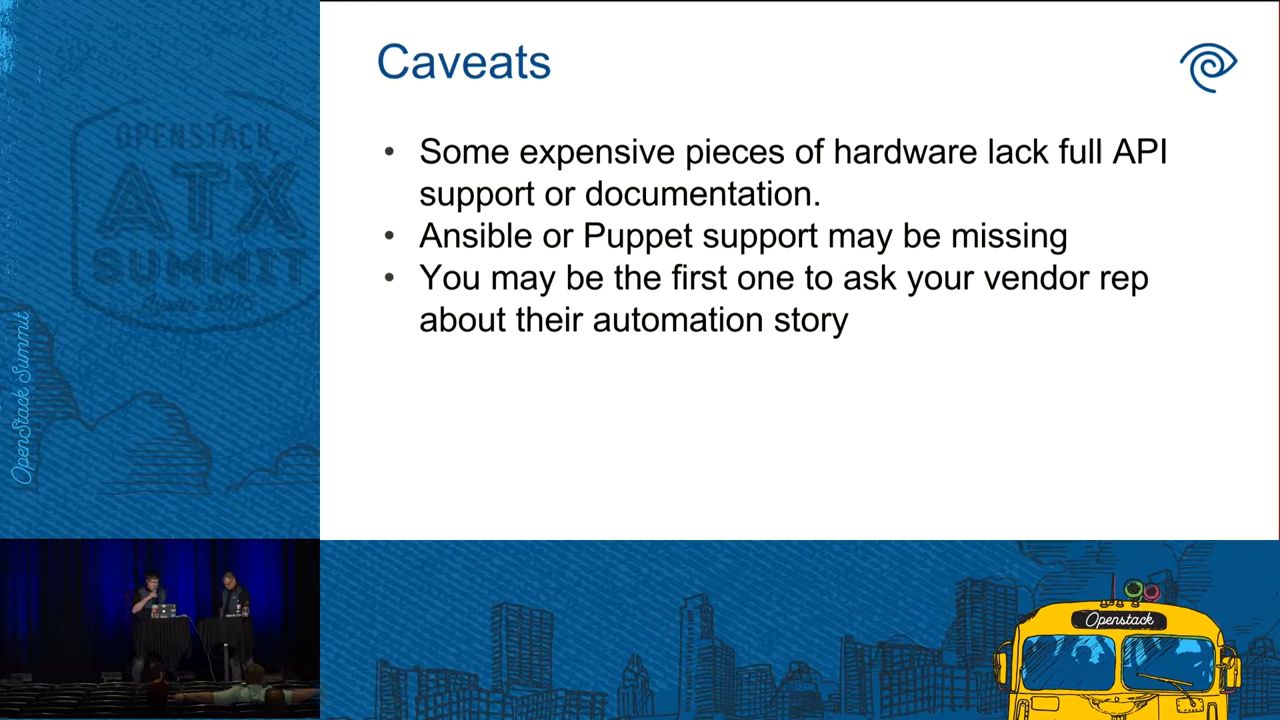 Caveats
• Some expensive pieces of hardware lack full API
support or documentation.
• Ansible or Puppet support may be missing
• You may be the first one to ask your vendor rep
about their automation story
OPENSTACK
ATX
SUMMIT
OpenStack Summit
Openstack